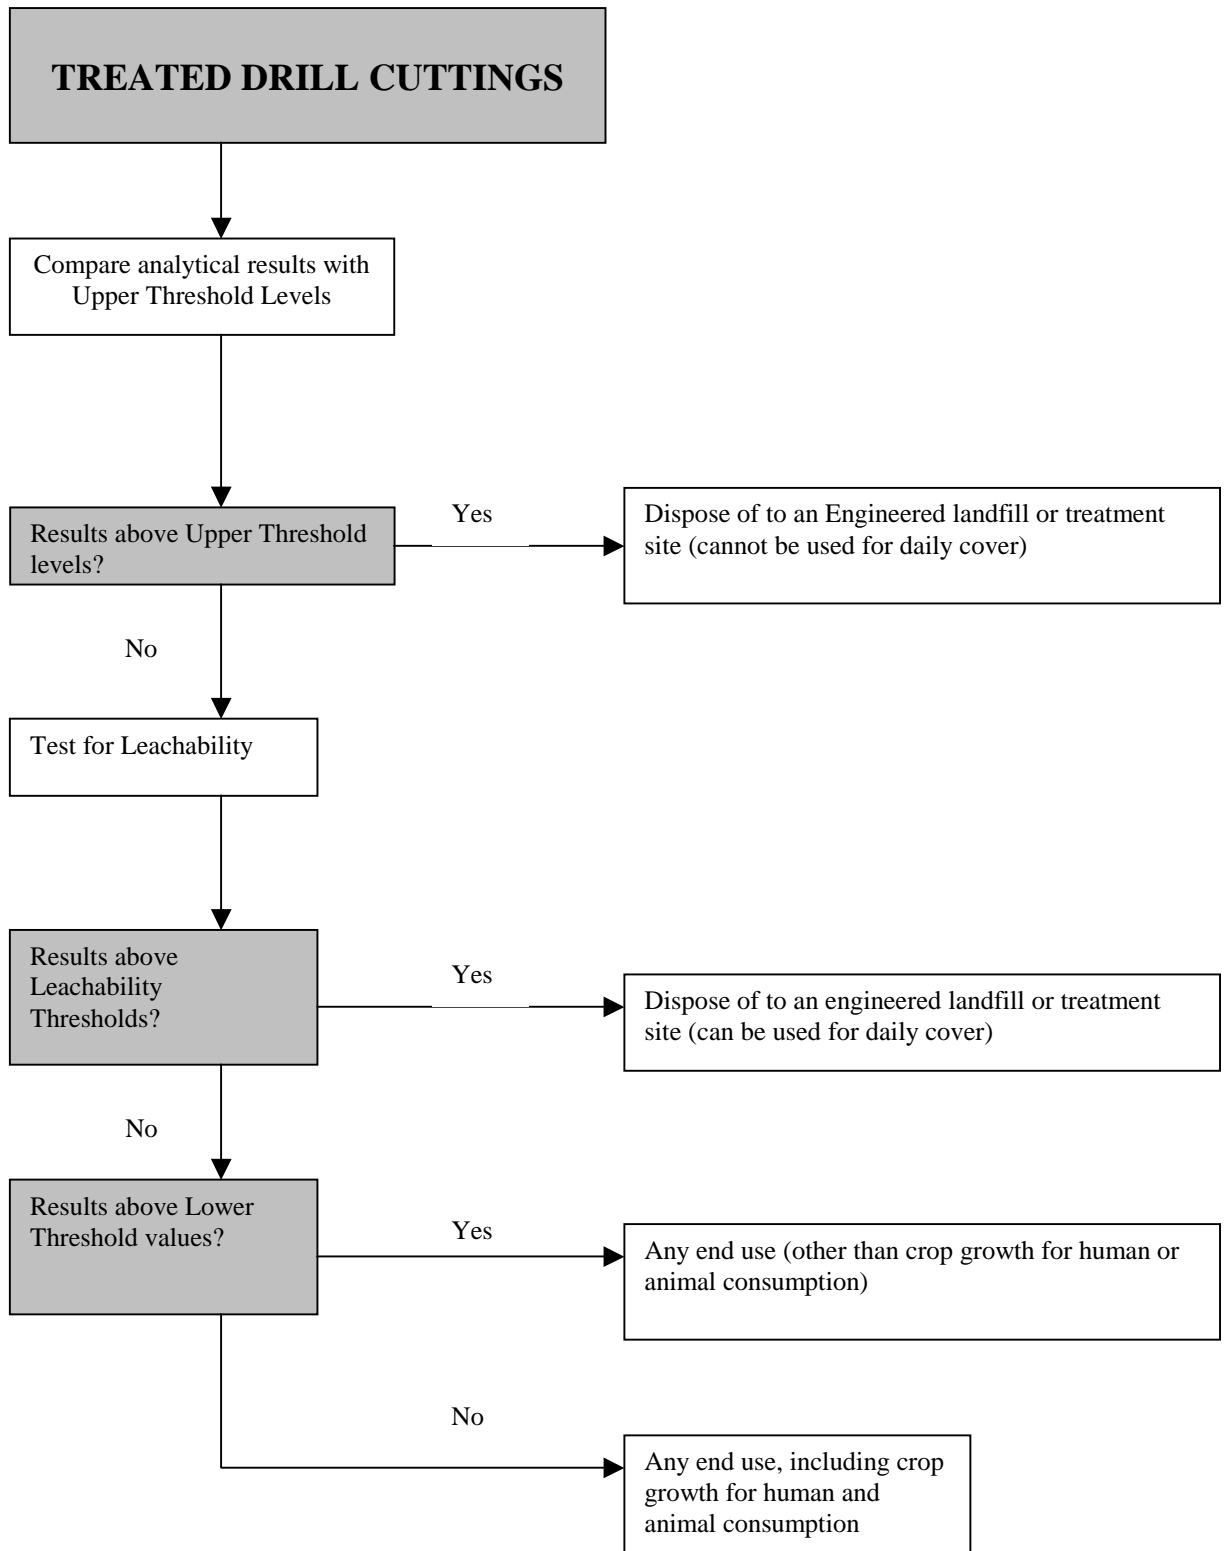 TREATED DRILL CUTTINGS
Compare analytical results with
Upper Threshold Levels
Results above Upper Threshold
levels?
Yes
Dispose of to an Engineered landfill or treatment
site (cannot be used for daily cover)
No
Test for Leachability
Results above
Leachability
Thresholds?
Yes
Dispose of to an engineered landfill or treatment
site (can be used for daily cover)
No
Results above Lower
Threshold values?
Yes
Any end use (other than crop growth for human or
animal consumption)
No
Any end use, including crop
growth for human and
animal consumption